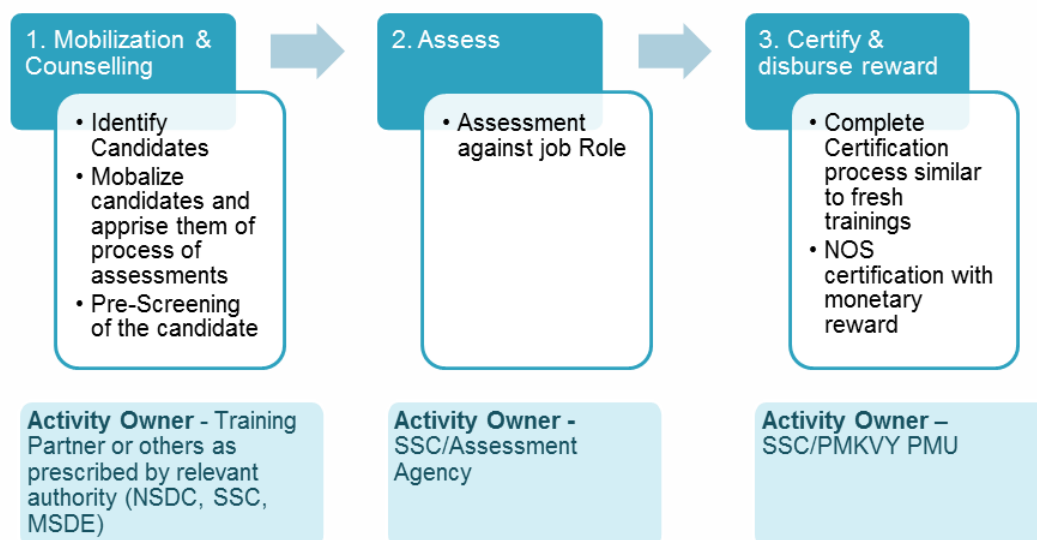 1. Mobilization &
Counselling
• Identify
Candidates
• Mobalize
candidates and
apprise them of
process of
assessments
• Pre-Screening
of the candidate
Activity Owner - Training
Partner or others as
prescribed by relevant
authority (NSDC, SSC,
MSDE)
2. Assess
• Assessment
against job Role
Activity Owner -
SSC/Assessment
Agency
3. Certify &
disburse reward
• Complete
Certification
process similar
to fresh
trainings
• NOS
certification with
monetary
reward
Activity Owner –
SSC/PMKVY PMU